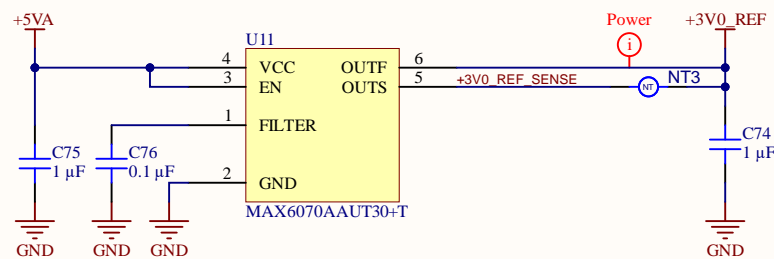 +5VA
U11
Power
+3V0_REF
4
VCC
OUTF
6
3
EN
OUTS
5
+3V0_REF_SENSE
NT
NT3
1
FILTER
C75
1 µF
C76
0.1 µF
C74
1 µF
2
GND
MAX6070AAUT30+T
i
GND
GND
GND
GND